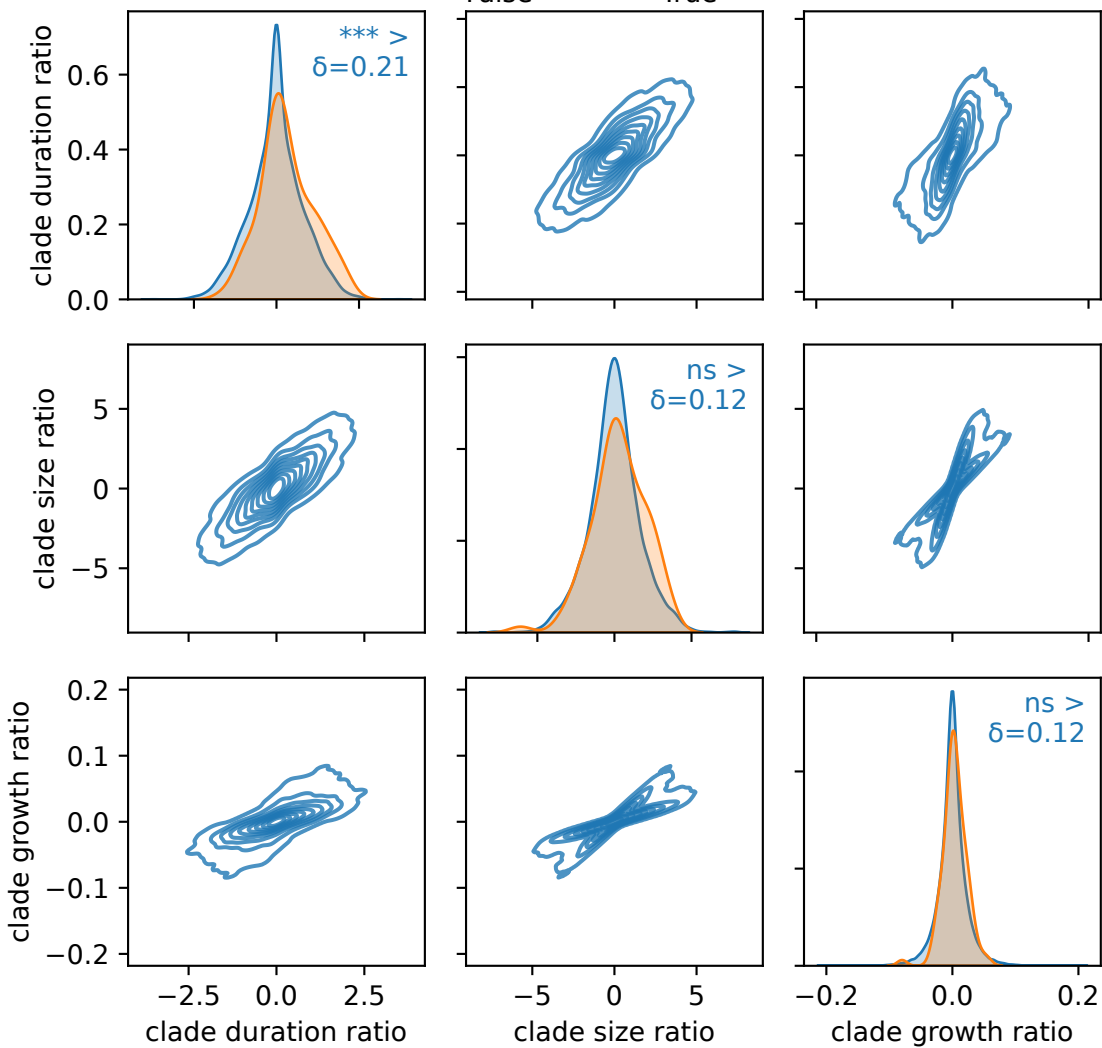 clade duration ratio
0.6
0.4
0.2
0.0
*** >
δ=0.21
clade size ratio
5
0
−5
ns >
δ=0.12
clade growth ratio
0.2
0.1
0.0
−0.1
−0.2
ns >
δ=0.12
−2.5 0.0 2.5
−5 0 5
−0.2 0.0 0.2
clade duration ratio
clade size ratio
clade growth ratio